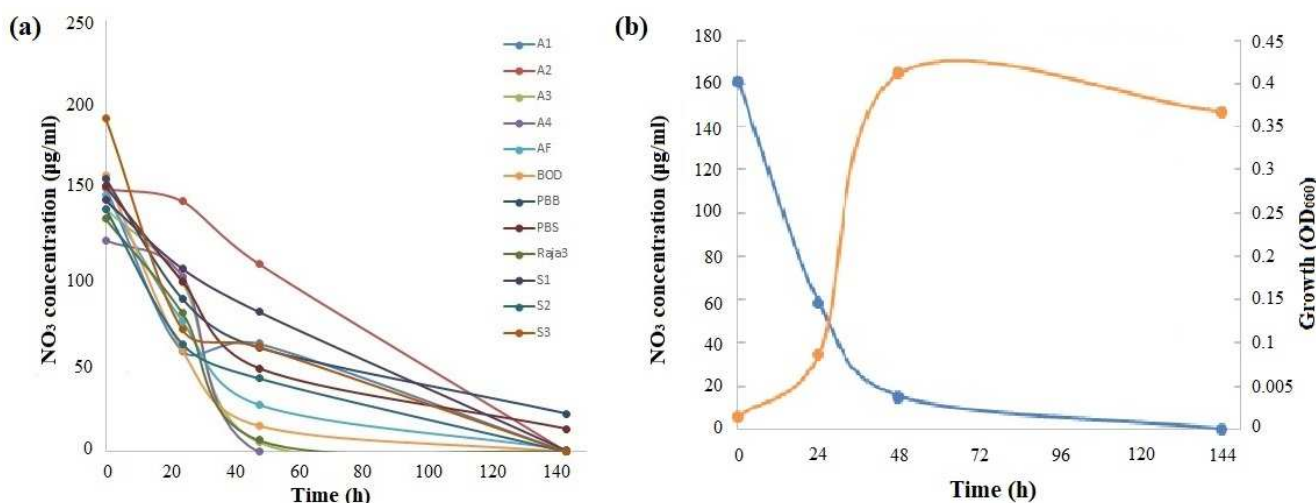 (a)
NO₃ concentration (µg/ml)
250
200
150
100
50
0
0 20 40 60 80 100 120 140
Time (h)
A1
A2
A3
A4
AF
BOD
PBB
PBS
Raja3
S1
S2
S3
(b)
NO₃ concentration (µg/ml)
180
160
140
120
100
80
60
40
20
0
0 24 48 72 96 120 144
Time (h)
0.45
0.4
0.35
0.3
0.25
0.2
0.15
0.1
0.005
0
Growth (OD₆₆₀)